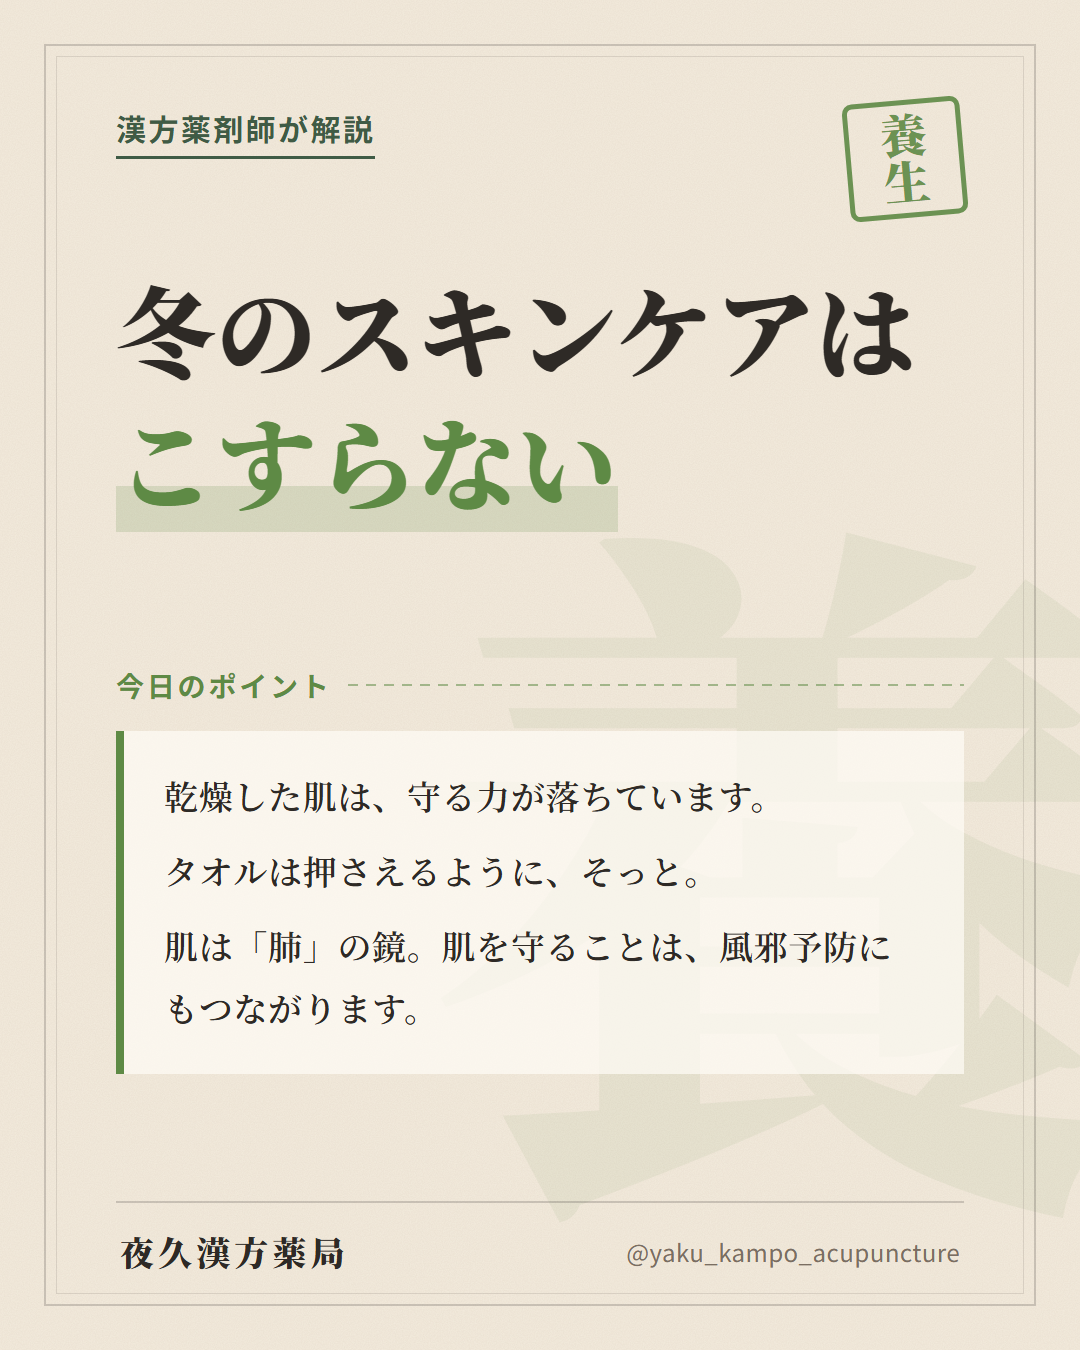 漢方薬剤師が解説
養
生
冬のスキンケアは
こすらない
今日のポイント
乾燥した肌は、守る力が落ちています。
タオルは押さえるように、そっと。
肌は「肺」の鏡。肌を守ることは、風邪予防に
もつながります。
養
夜久漢方薬局
@yaku_kampo_acupuncture